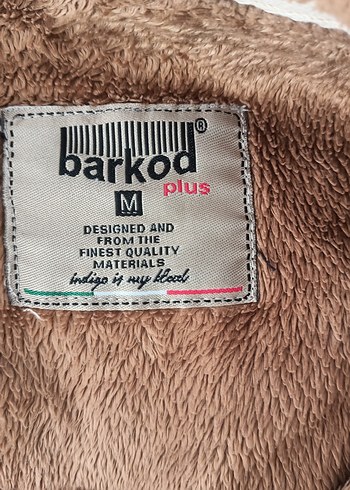 barkod®
plus
M
DESIGNED AND
FROM THE
FINEST QUALITY
MATERIALS
indigo is my blood